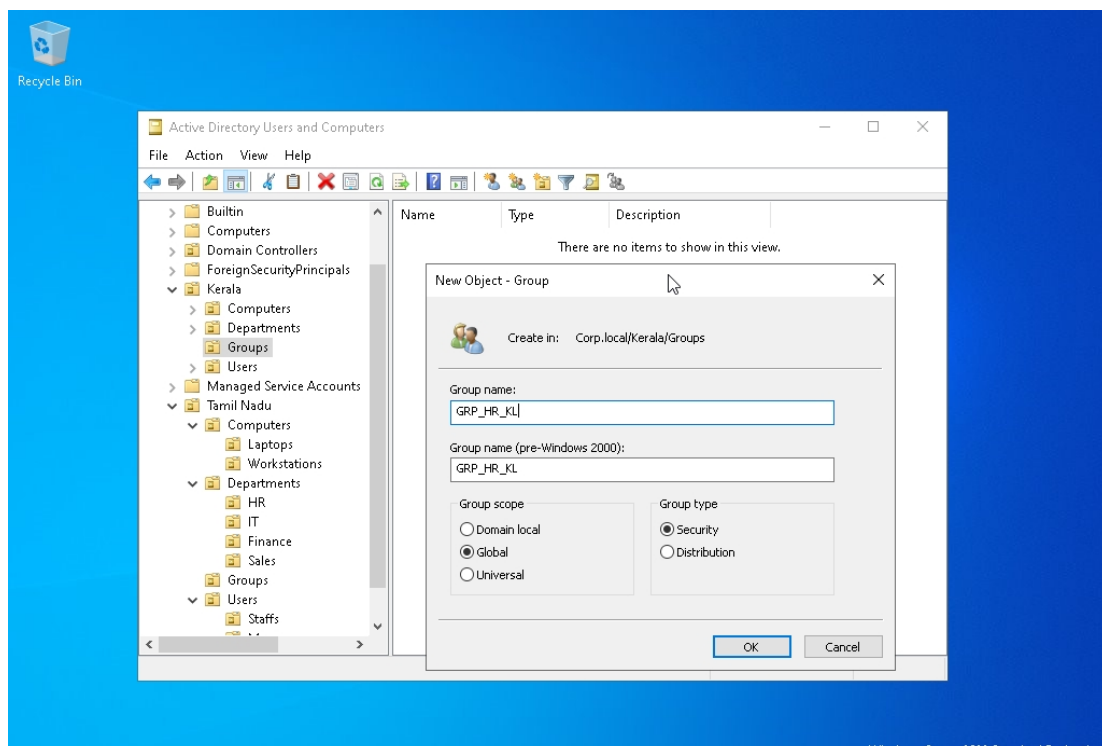 Recycle Bin
Active Directory Users and Computers
File Action View Help
Name Type Description
There are no items to show in this view.
Builtin
Computers
Domain Controllers
ForeignSecurityPrincipals
Kerala
Computers
Departments
Groups
Users
Managed Service Accounts
Tamil Nadu
Computers
Laptops
Workstations
Departments
HR
IT
Finance
Sales
Groups
Users
Staffs
New Object - Group
Create in: Corp.local/Kerala/Groups
Group name:
GRP_HR_KL
Group name (pre-Windows 2000):
GRP_HR_KL
Group scope
Domain local
Global
Universal
Group type
Security
Distribution
OK Cancel